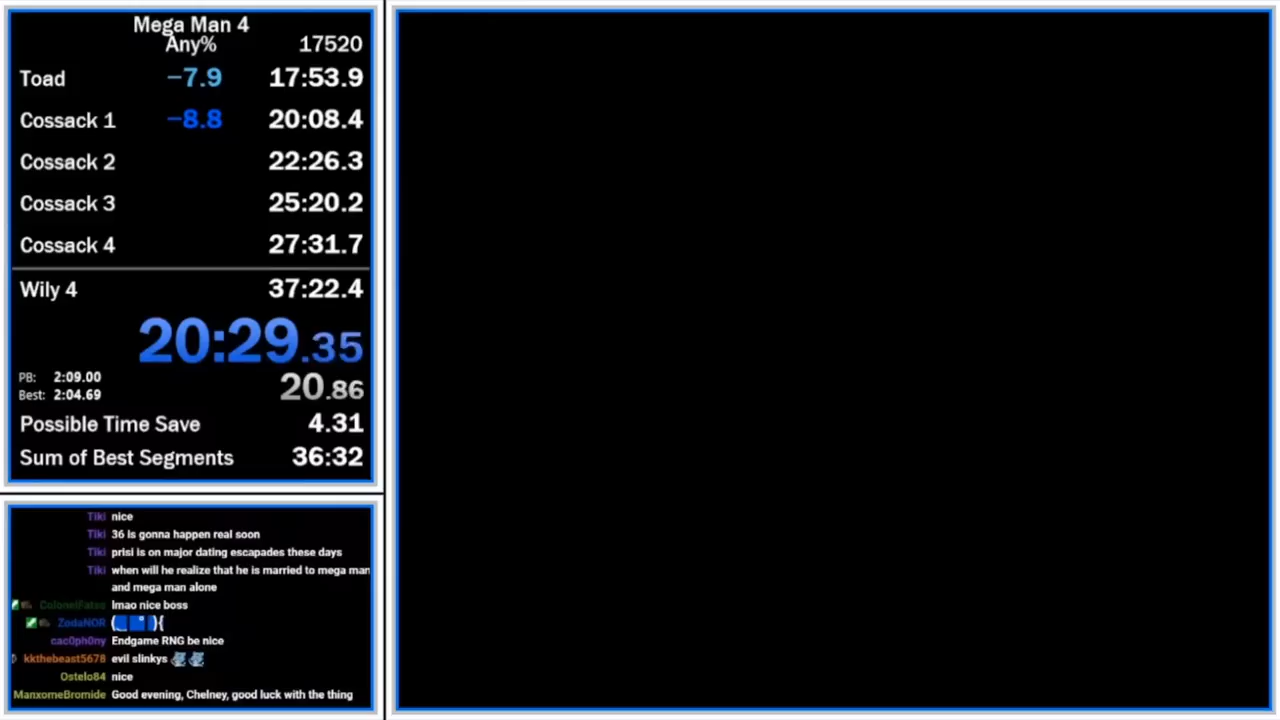 Mega Man 4
Any% 17520
Toad −7.9 17:53.9
Cossack 1 −8.8 20:08.4
Cossack 2 22:26.3
Cossack 3 25:20.2
Cossack 4 27:31.7
Wily 4 37:22.4
20:29.35
PB: 2:09.00
Best: 2:04.69
20.86
Possible Time Save 4.31
Sum of Best Segments 36:32
Tiki nice
Tiki 36 is gonna happen real soon
Tiki prisi is on major dating escapades these days
Tiki when will he realize that he is married to mega man
and mega man alone
ColonelFatso lmao nice boss
ZodaNOR
cac0ph0ny Endgame RNG be nice
kkthebeast5678 evil slinkys
Ostelo84 nice
ManxomeBromide Good evening, Chelney, good luck with the thing